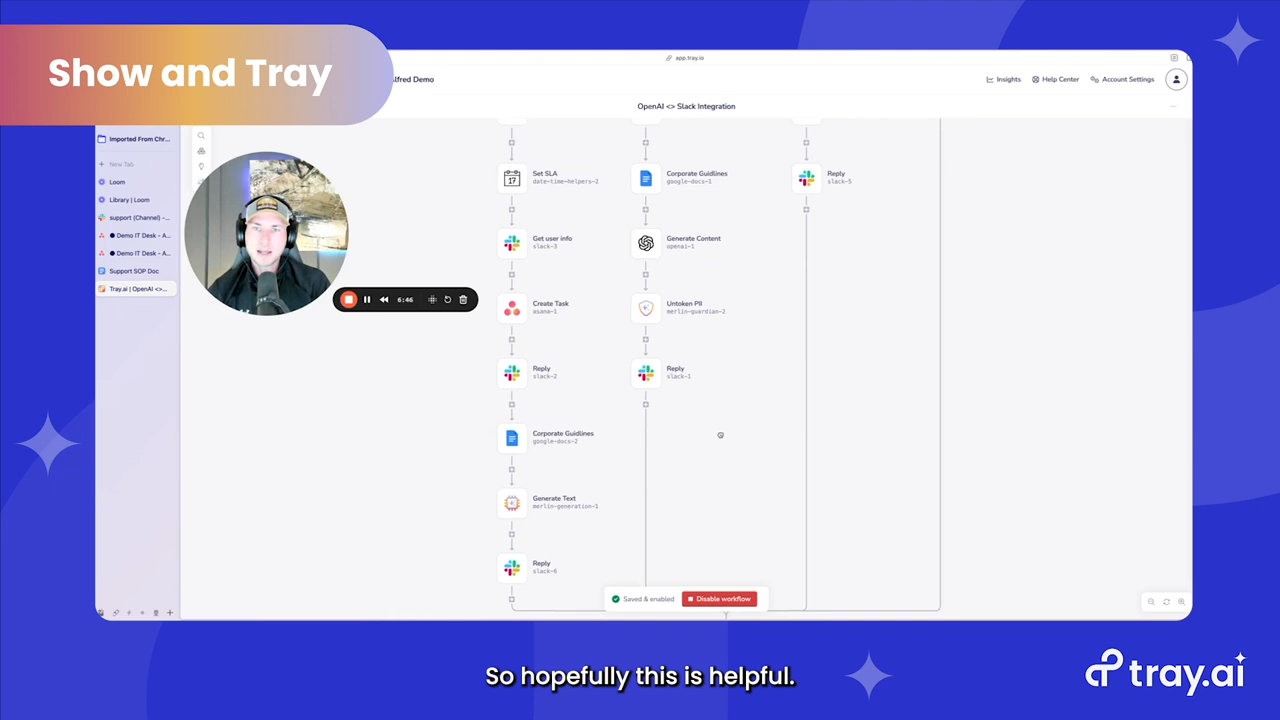 Show and Tray
app.tray.io
lfred Demo
Insights
Help Center
Account Settings
OpenAI <> Slack Integration
Imported From Chr...
New Tab
Loom
Library | Loom
support (Channel) –...
Demo IT Desk - A...
Demo IT Desk - A...
Support SOP Doc
Tray.ai | OpenAI <>...
6:46
17
Set SLA
date-time-helpers-2
Get user info
slack-3
Create Task
asana-1
Reply
slack-2
Corporate Guidlines
google-docs-2
Generate Text
merlin-generation-1
Reply
slack-6
Corporate Guidlines
google-docs-1
Generate Content
openai-1
Untoken PII
merlin-guardian-2
Reply
slack-1
Reply
slack-5
Saved & enabled
Disable workflow
So hopefully this is helpful.
tray.ai